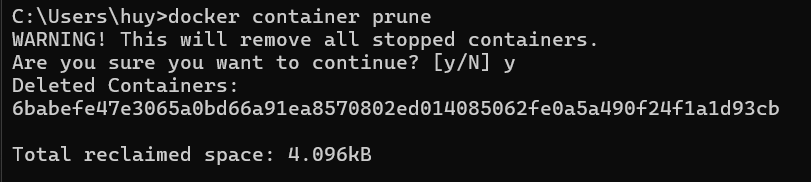 C:\Users\huy>docker container prune
WARNING! This will remove all stopped containers.
Are you sure you want to continue? [y/N] y
Deleted Containers:
6babefe47e3065a0bd66a91ea8570802ed014085062fe0a5a490f24f1a1d93cb
Total reclaimed space: 4.096kB